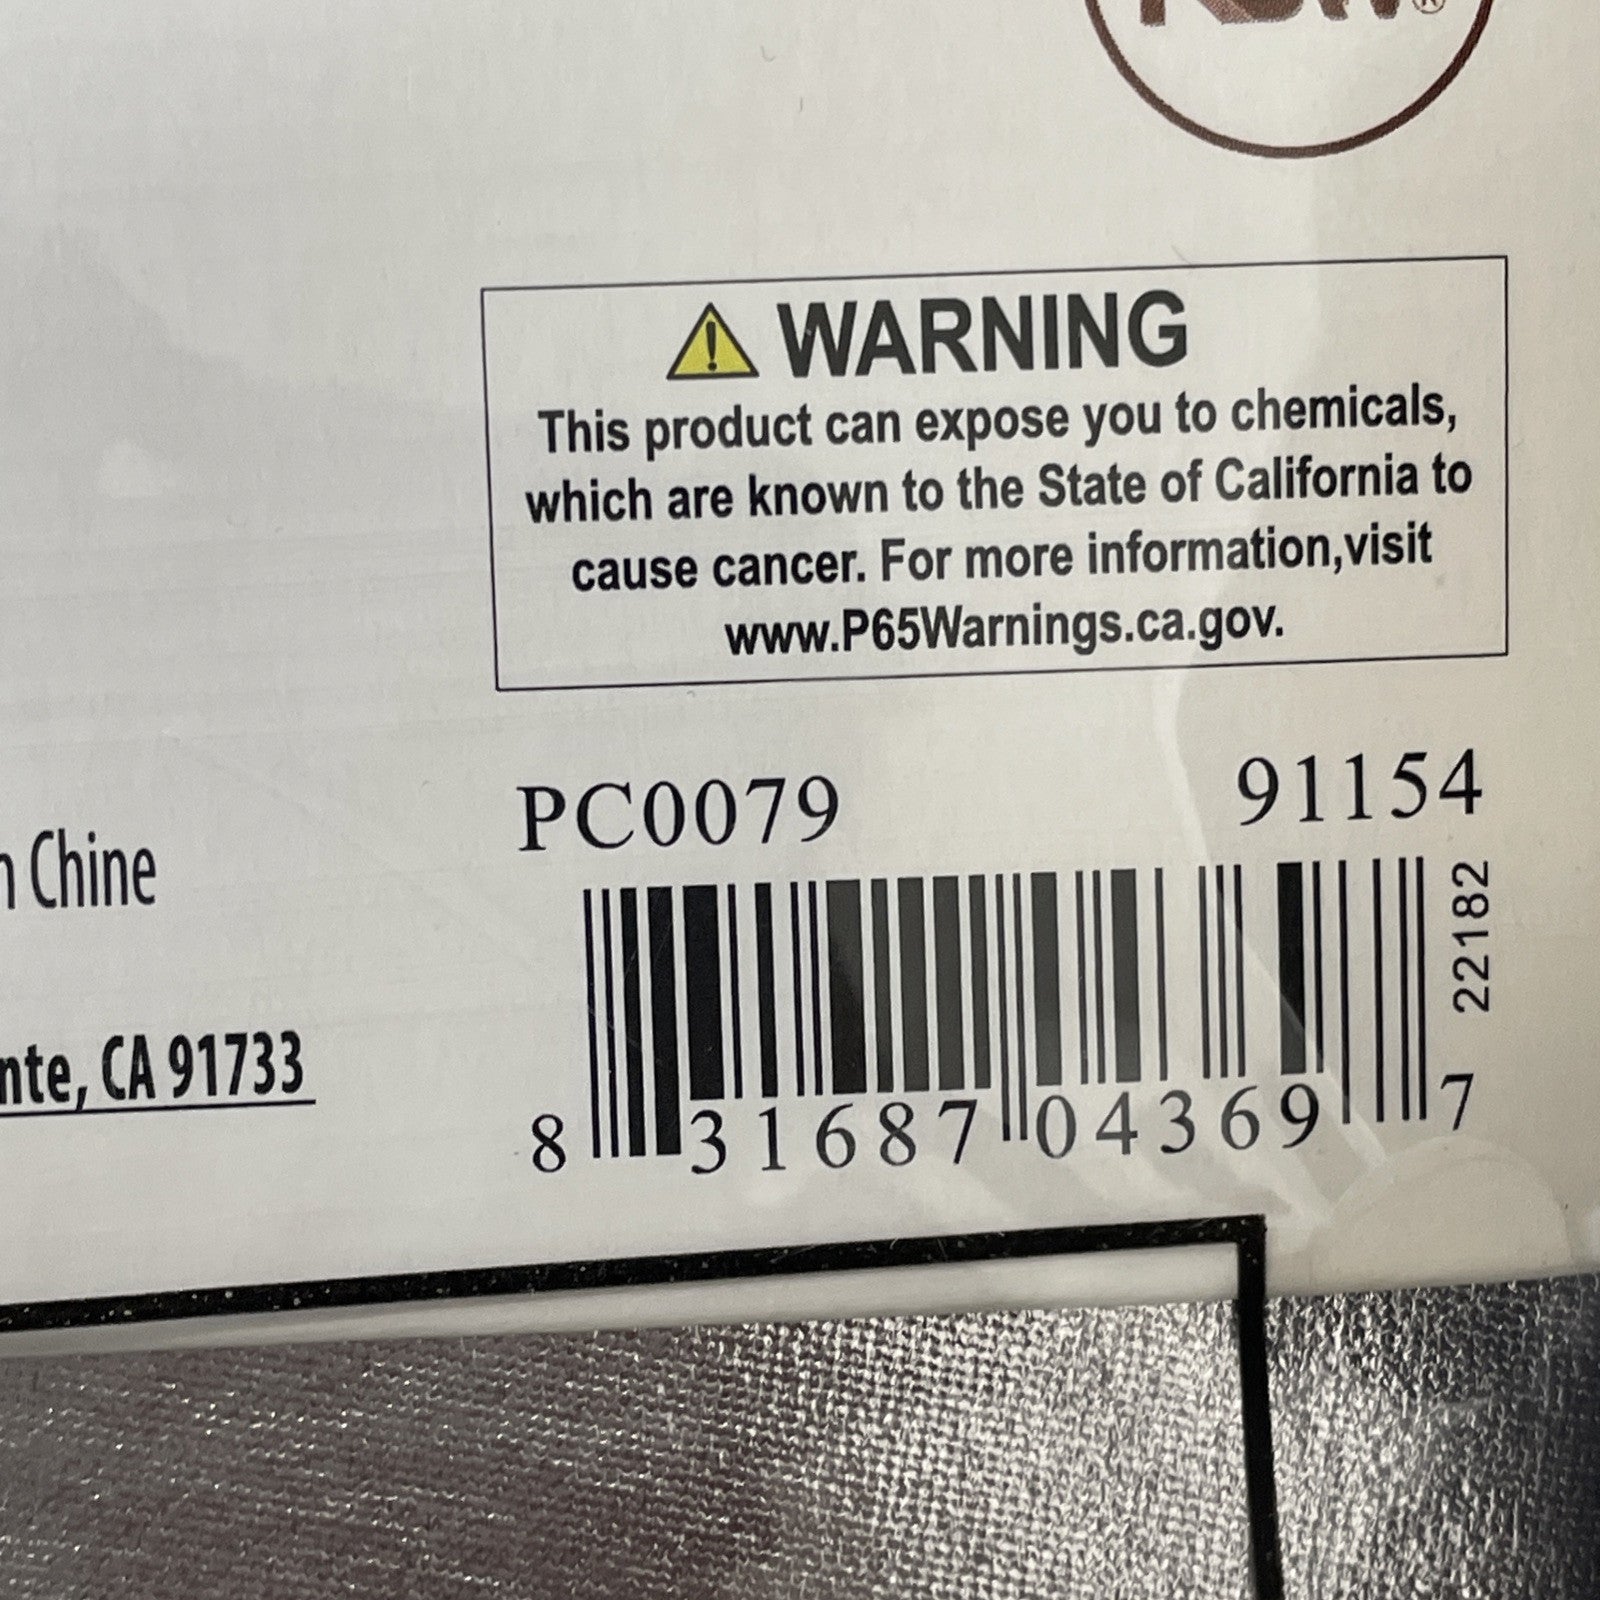 ®
WARNING
This product can expose you to chemicals,
which are known to the State of California to
cause cancer. For more information,visit
www.P65Warnings.ca.gov.
PC0079 91154
Chine
22182
CA 91733
8 31687 04369 7